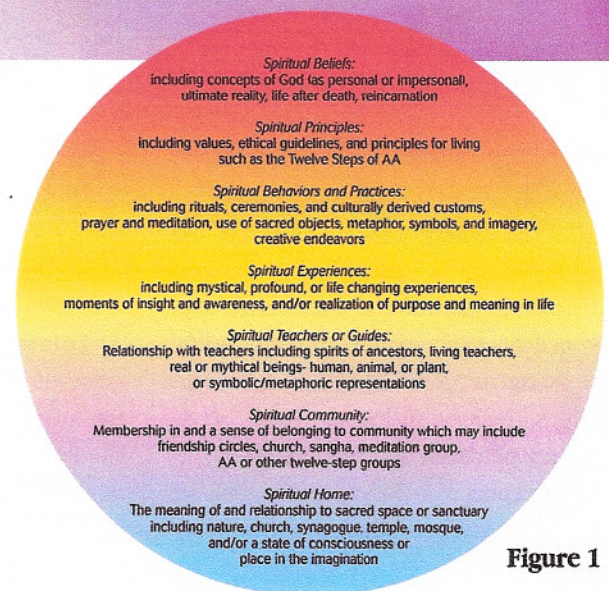 Spiritual Beliefs:
including concepts of God (as personal or impersonal),
ultimate reality, life after death, reincarnation
Spiritual Principles:
including values, ethical guidelines, and principles for living
such as the Twelve Steps of AA
Spiritual Behaviors and Practices:
including rituals, ceremonies, and culturally derived customs,
prayer and meditation, use of sacred objects, metaphor, symbols, and imagery,
creative endeavors
Spiritual Experiences:
including mystical, profound, or life changing experiences,
moments of insight and awareness, and/or realization of purpose and meaning in life
Spiritual Teachers or Guides:
Relationship with teachers including spirits of ancestors, living teachers,
real or mythical beings- human, animal, or plant,
or symbolic/metaphoric representations
Spiritual Community:
Membership in and a sense of belonging to community which may include
friendship circles, church, sangha, meditation group,
AA or other twelve-step groups
Spiritual Home:
The meaning of and relationship to sacred space or sanctuary
including nature, church, synagogue, temple, mosque,
and/or a state of consciousness or
place in the imagination
Figure 1